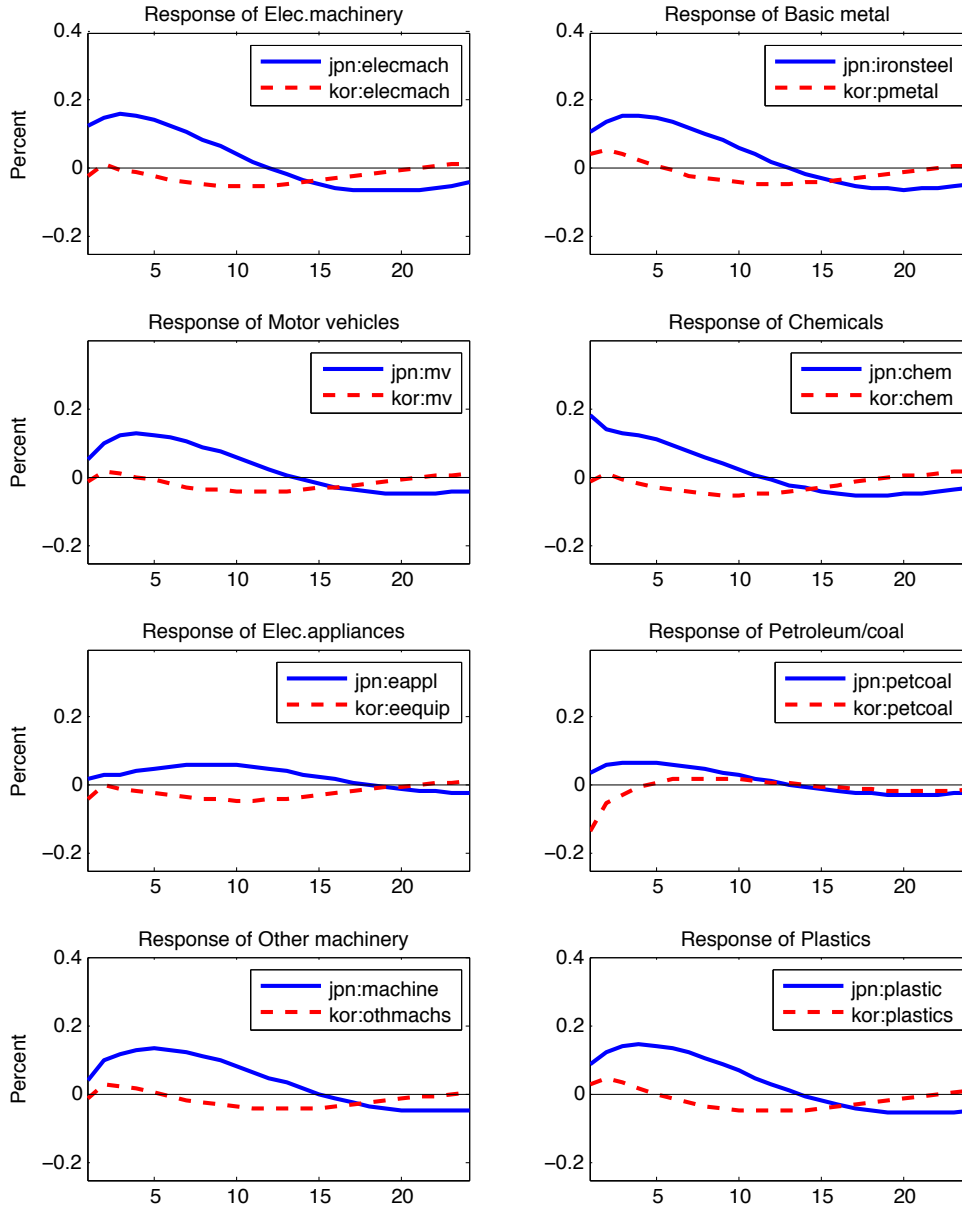 Response of Elec.machinery
0.4
0.2
0
−0.2
Percent
jpn:elecmach
kor:elecmach
5 10 15 20
Response of Basic metal
0.4
0.2
0
−0.2
jpn:ironsteel
kor:pmetal
5 10 15 20
Response of Motor vehicles
0.2
0
−0.2
Percent
jpn:mv
kor:mv
5 10 15 20
Response of Chemicals
0.2
0
−0.2
jpn:chem
kor:chem
5 10 15 20
Response of Elec.appliances
0.2
0
−0.2
Percent
jpn:eappl
kor:eequip
5 10 15 20
Response of Petroleum/coal
0.2
0
−0.2
jpn:petcoal
kor:petcoal
5 10 15 20
Response of Other machinery
0.4
0.2
0
−0.2
Percent
jpn:machine
kor:othmachs
5 10 15 20
Response of Plastics
0.4
0.2
0
−0.2
jpn:plastic
kor:plastics
5 10 15 20